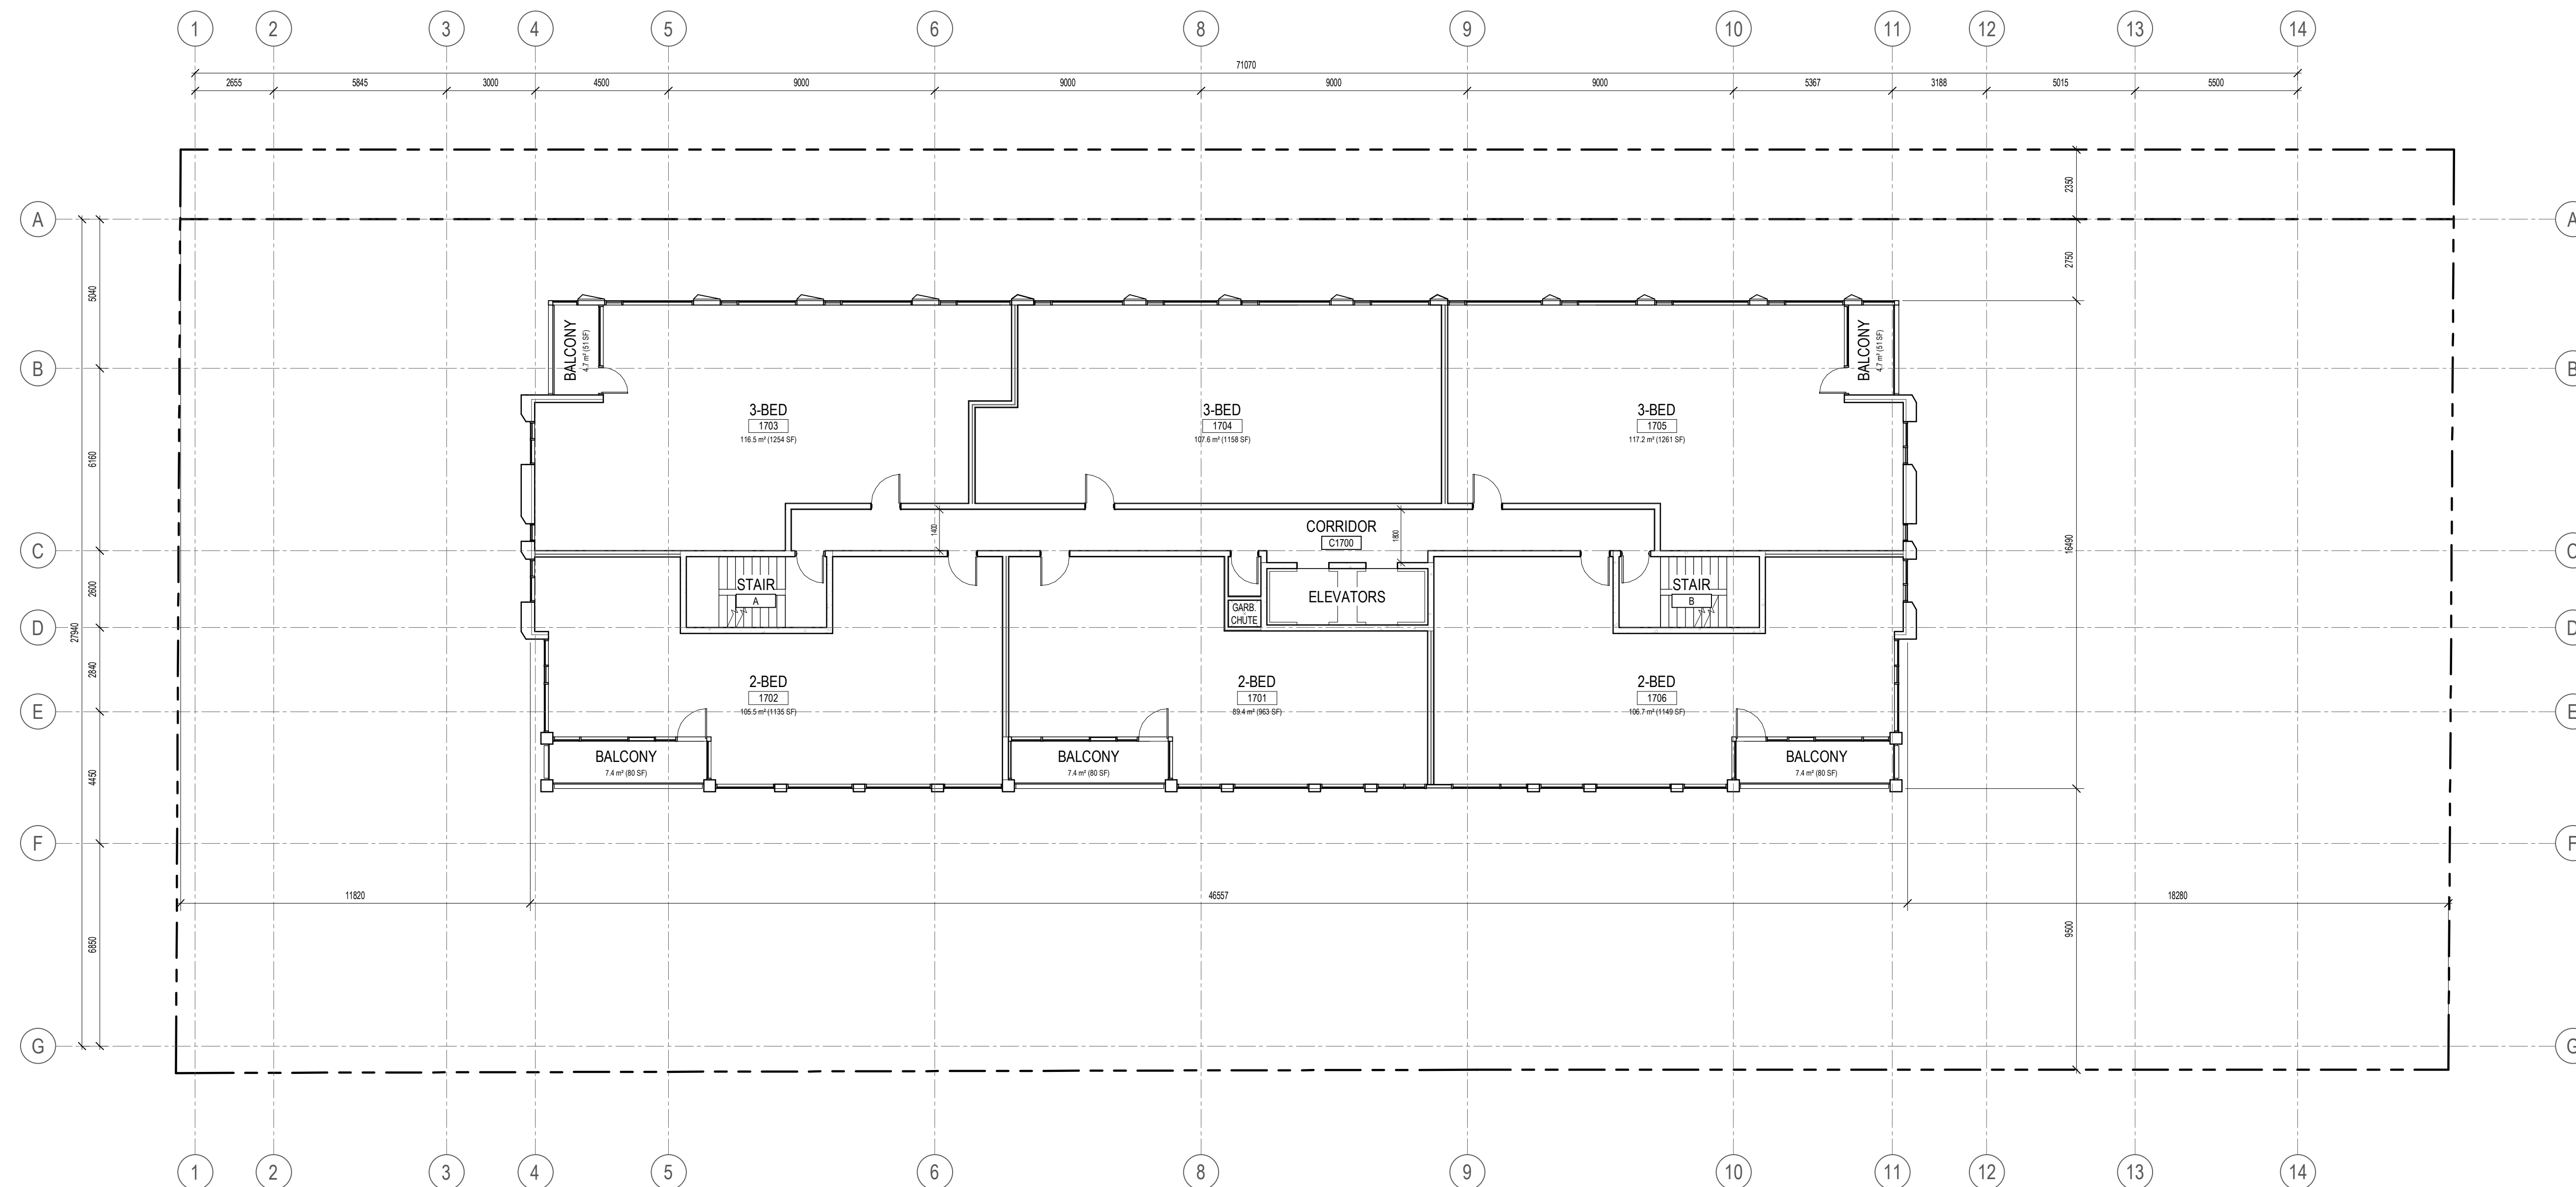 1 2 3 4 5 6 8 9 10 11 12 13 14
71070
2655 5845 3000 4500 9000 9000 9000 9000 5367 3188 5015 5500
2350
A A
2750
5040
BALCONY
4.7 m² (51 SF)
BALCONY
4.7 m² (51 SF)
B B
3-BED
1703
116.5 m² (1254 SF)
3-BED
1704
107.6 m² (1158 SF)
3-BED
1705
117.2 m² (1261 SF)
6160
1400
CORRIDOR
C1700
1800
C C
16490
2600
STAIR
A
GARB.
CHUTE
ELEVATORS
STAIR
B
D D
27940
2840
2-BED
1702
105.5 m² (1135 SF)
2-BED
1701
89.4 m² (963 SF)
2-BED
1706
106.7 m² (1149 SF)
E E
BALCONY
7.4 m² (80 SF)
BALCONY
7.4 m² (80 SF)
BALCONY
7.4 m² (80 SF)
4450
F F
11820 46557 18280
6850
9500
G G
1 2 3 4 5 6 8 9 10 11 12 13 14